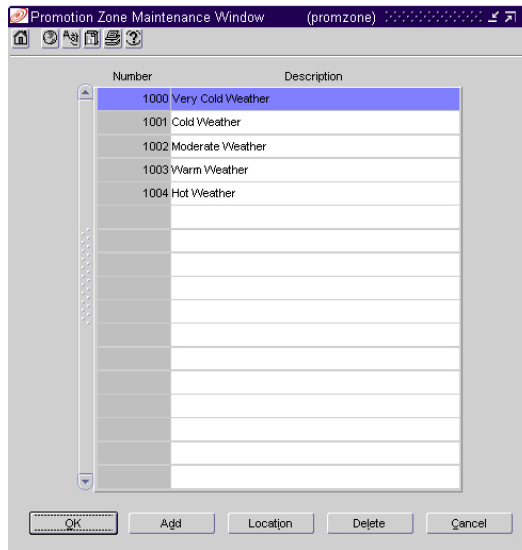 Promotion Zone Maintenance Window (promzone)
Number Description
1000 Very Cold Weather
1001 Cold Weather
1002 Moderate Weather
1003 Warm Weather
1004 Hot Weather
OK Add Location Delete Cancel